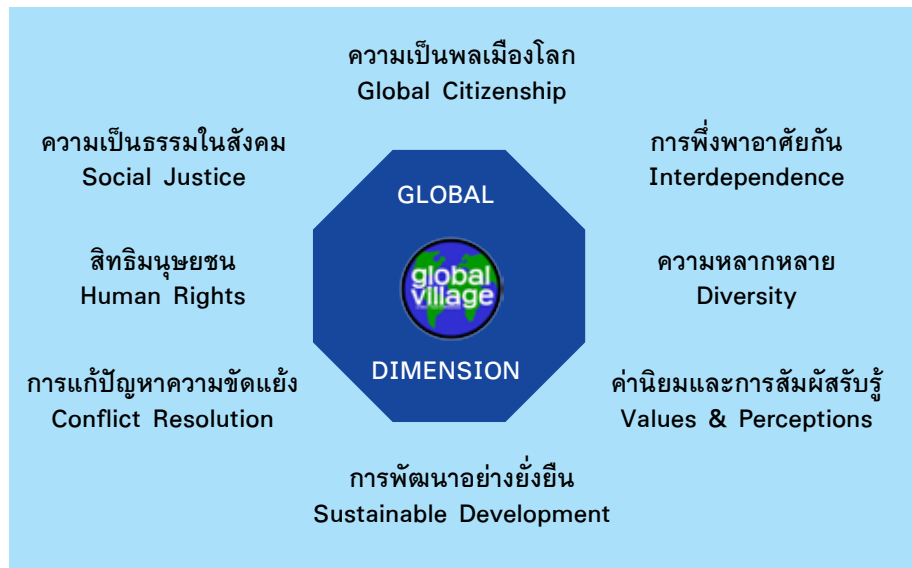 ความเป็นพลเมืองโลก
Global Citizenship
ความเป็นธรรมในสังคม
Social Justice
การพึ่งพาอาศัยกัน
Interdependence
GLOBAL
สิทธิมนุษยชน
Human Rights
global
village
ความหลากหลาย
Diversity
DIMENSION
การแก้ปัญหาความขัดแย้ง
Conflict Resolution
ค่านิยมและการสัมผัสรับรู้
Values & Perceptions
การพัฒนาอย่างยั่งยืน
Sustainable Development